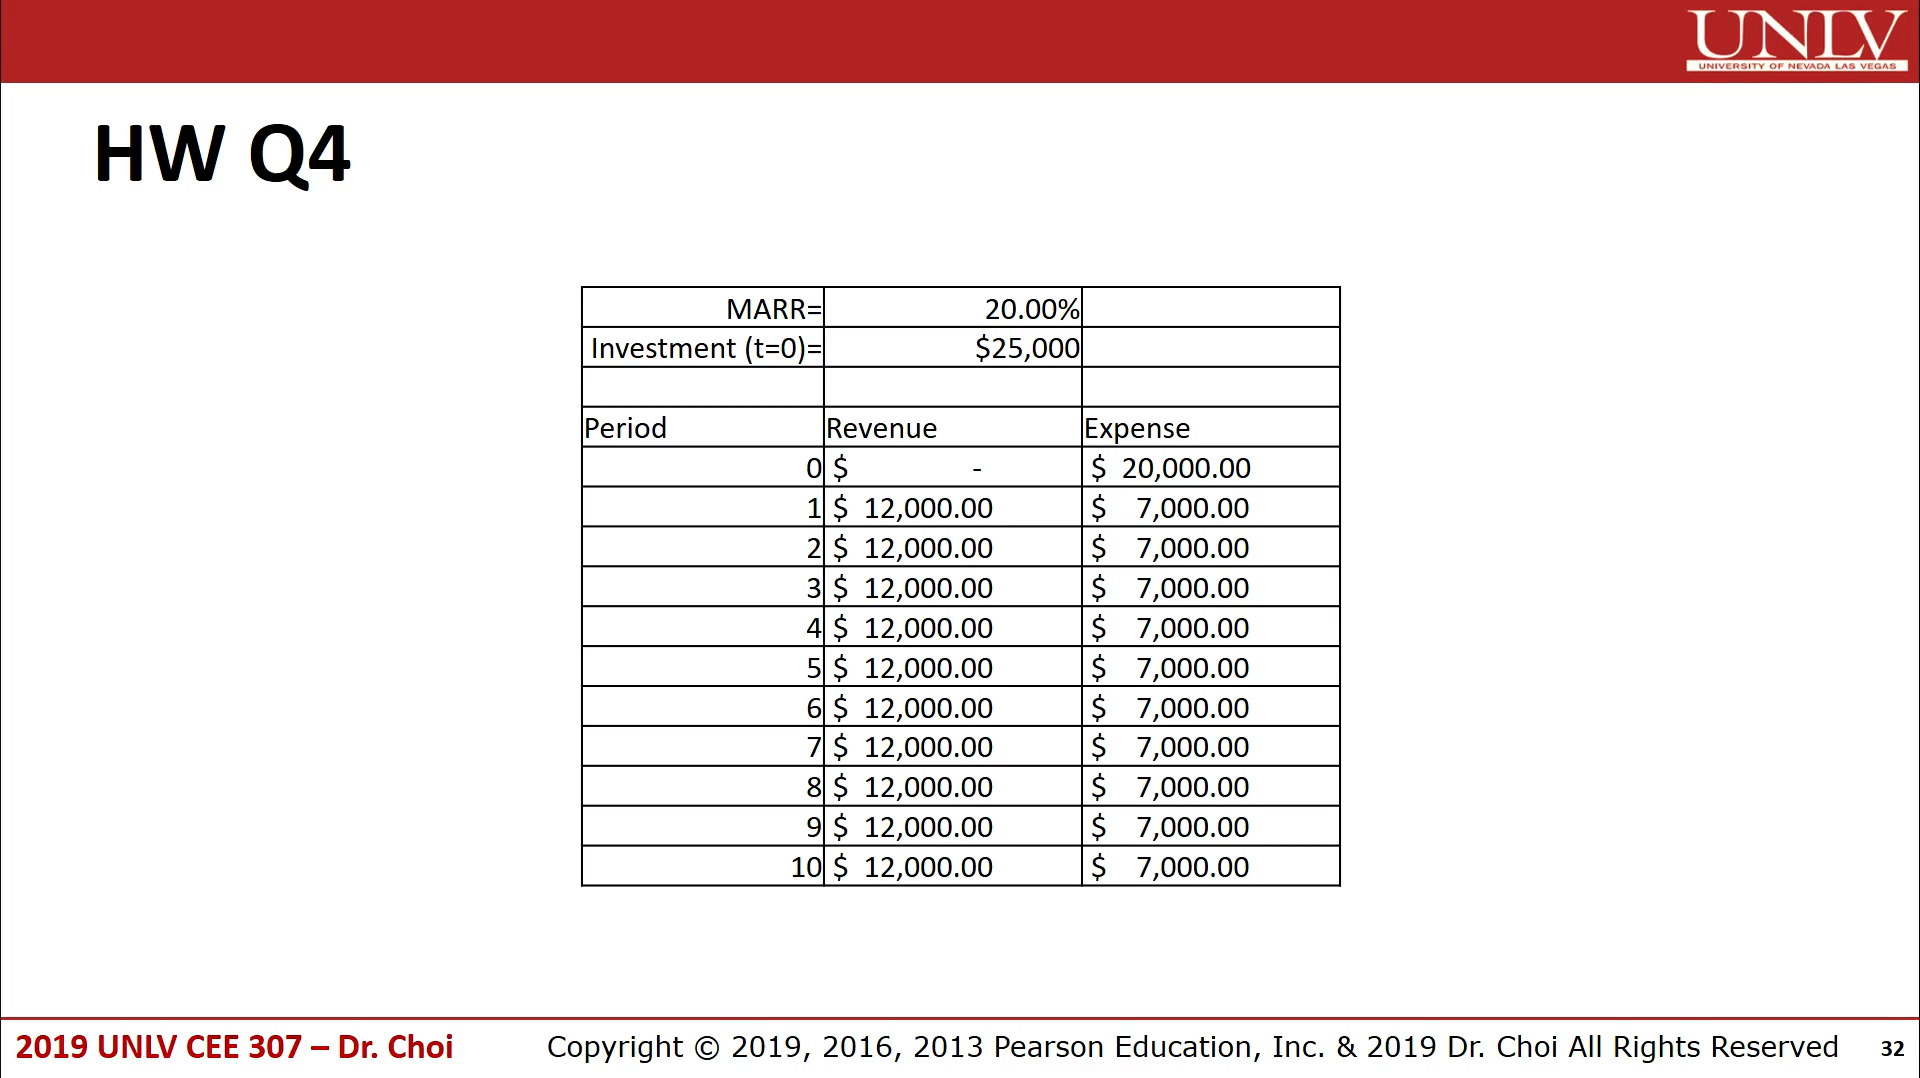 UNLV
UNIVERSITY OF NEVADA LAS VEGAS
HW Q4
MARR= 20.00%
Investment (t=0)= $25,000
Period Revenue Expense
0 $ - $ 20,000.00
1 $ 12,000.00 $ 7,000.00
2 $ 12,000.00 $ 7,000.00
3 $ 12,000.00 $ 7,000.00
4 $ 12,000.00 $ 7,000.00
5 $ 12,000.00 $ 7,000.00
6 $ 12,000.00 $ 7,000.00
7 $ 12,000.00 $ 7,000.00
8 $ 12,000.00 $ 7,000.00
9 $ 12,000.00 $ 7,000.00
10 $ 12,000.00 $ 7,000.00
2019 UNLV CEE 307 – Dr. Choi Copyright © 2019, 2016, 2013 Pearson Education, Inc. & 2019 Dr. Choi All Rights Reserved 32